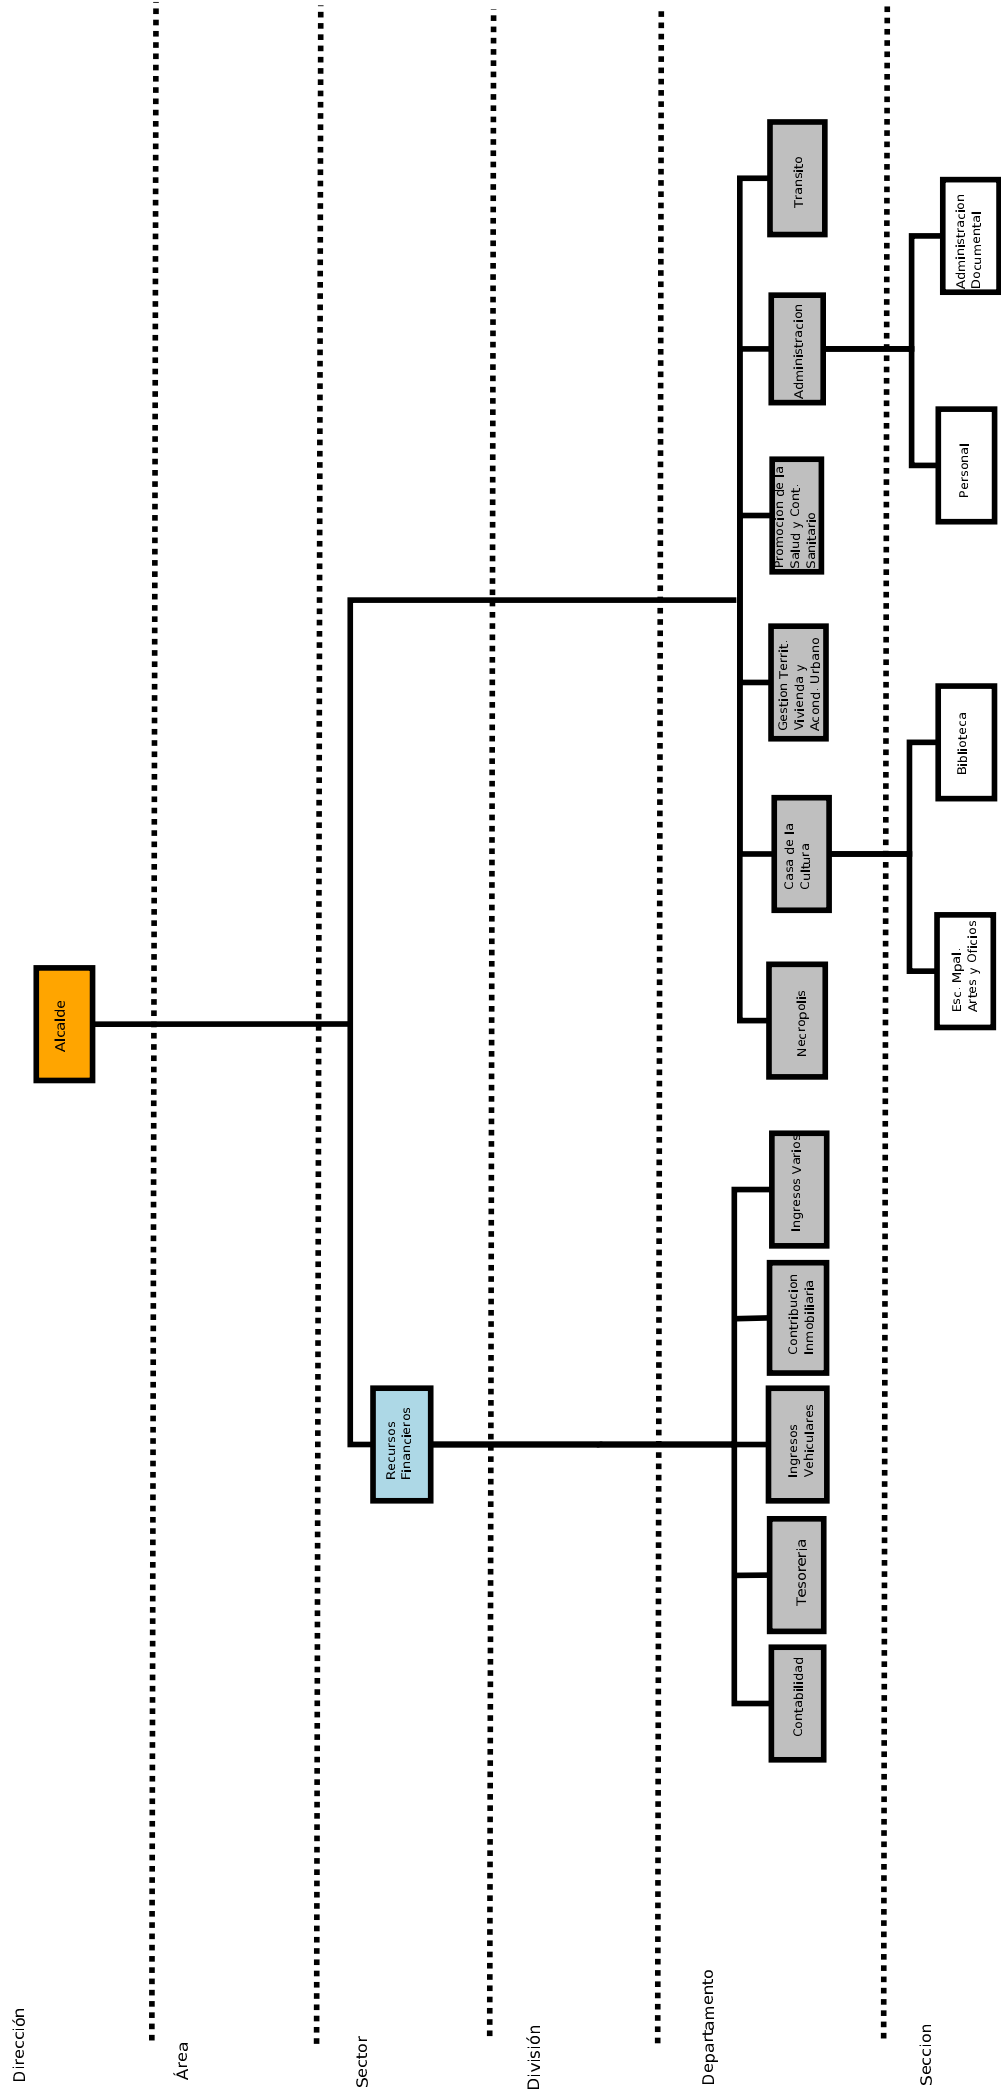 Dirección
Alcalde
Área
Sector
Recursos
Financieros
División
Departamento
Contabilidad
Tesoreria
Ingresos
Vehiculares
Contribucion
Inmobiliaria
Ingresos Varios
Necropolis
Casa de la
Cultura
Gestion Territ.
Vivienda y
Acond. Urbano
Promocion de la
Salud y Cont.
Sanitario
Administracion
Transito
Seccion
Esc. Mpal.
Artes y Oficios
Biblioteca
Personal
Administracion
Documental